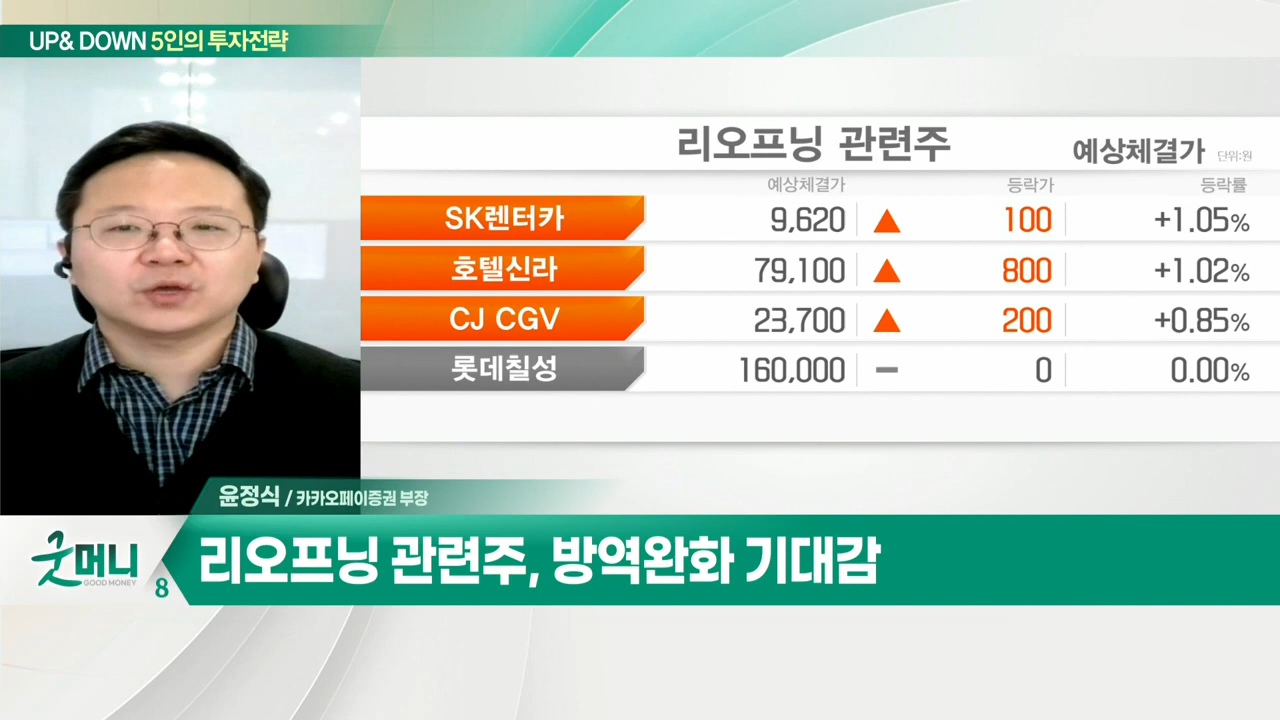 UP& DOWN 5인의 투자전략
리오프닝 관련주 예상체결가 단위:원
예상체결가 등락가 등락률
SK렌터카 9,620 ▲ 100 +1.05%
호텔신라 79,100 ▲ 800 +1.02%
CJ CGV 23,700 ▲ 200 +0.85%
롯데칠성 160,000 – 0 0.00%
윤정식 / 카카오페이증권 부장
굿머니
GOOD MONEY
8
리오프닝 관련주, 방역완화 기대감